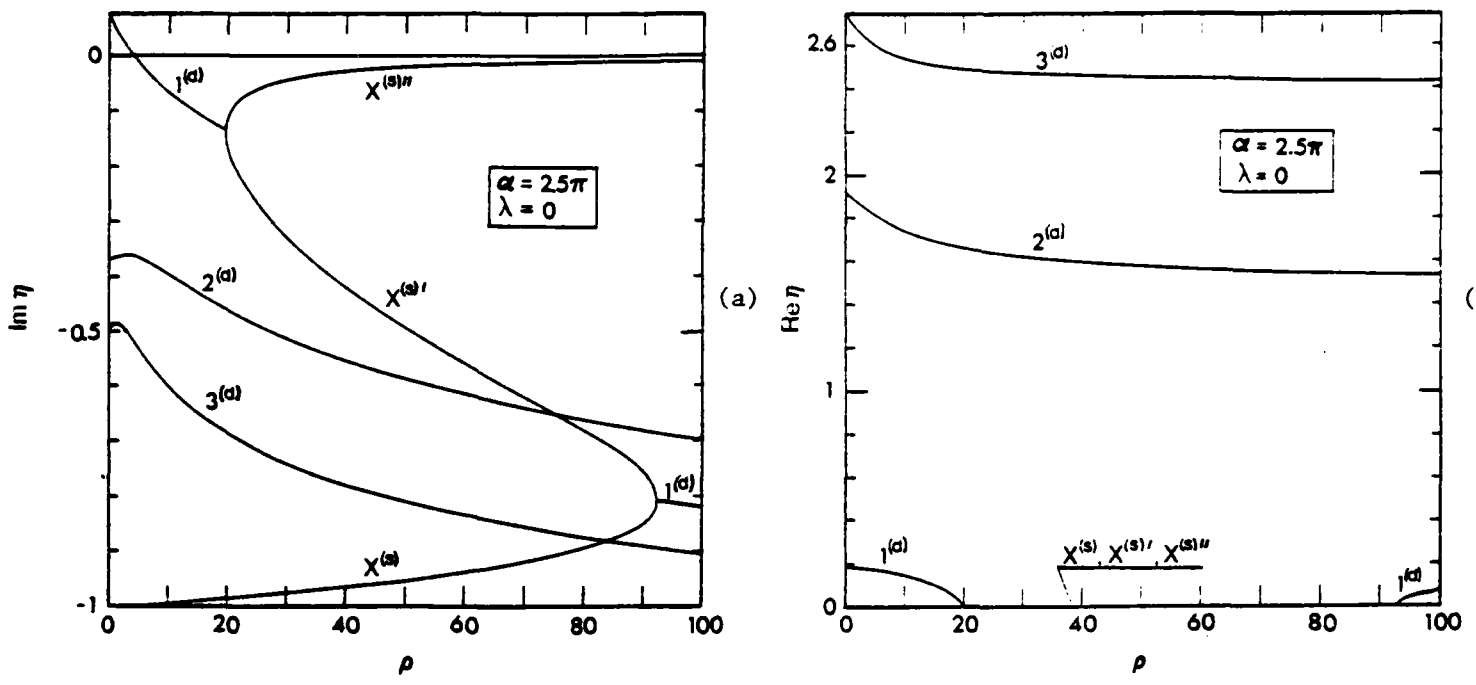 0
1(a)
X(s)"
α = 2.5π
λ = 0
Im η
2(a)
X(s)'
(a)
-0.5
3(a)
1(a)
X(s)
-1
0 20 40 60 80 100
ρ
2.6
3(a)
α = 2.5π
λ = 0
2
2(a)
Re η
(
1
1(a)
X(s), X(s)', X(s)"
1(a)
0
0 20 40 60 80 100
ρ